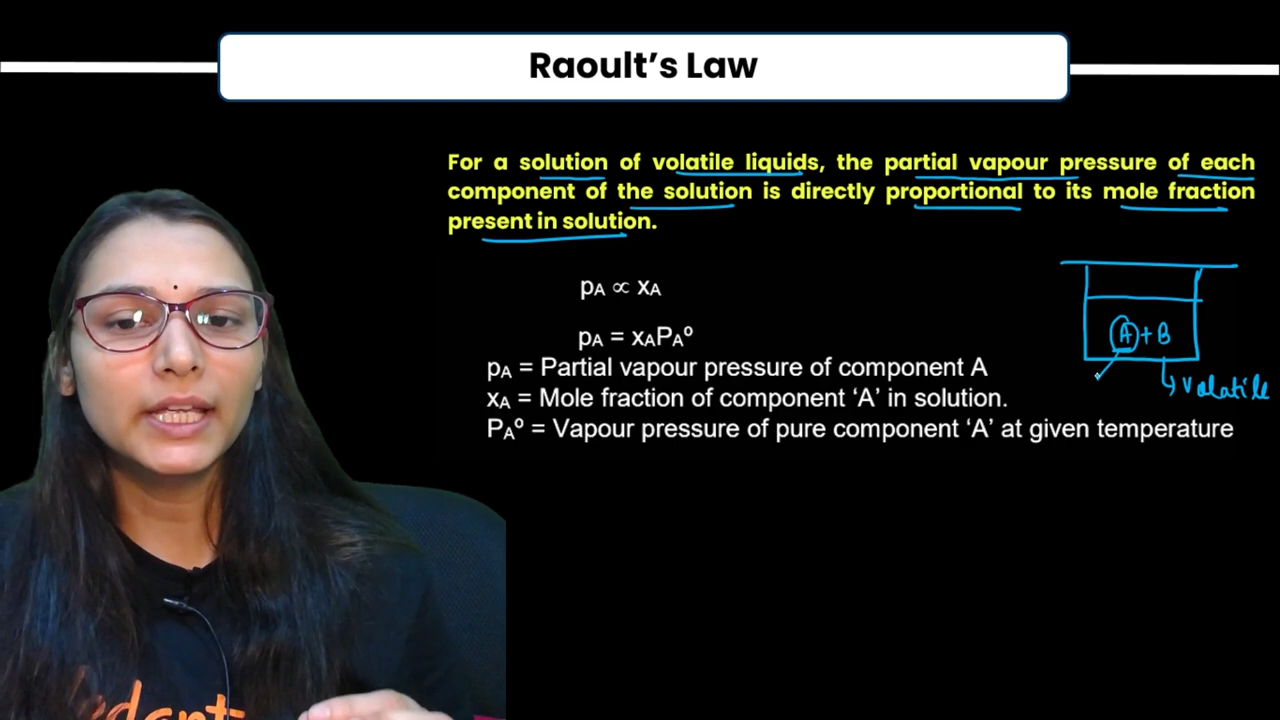 Raoult's Law
For a solution of volatile liquids, the partial vapour pressure of each
component of the solution is directly proportional to its mole fraction
present in solution.
pA ∝ xA
pA = xAPAº
pA = Partial vapour pressure of component A
xA = Mole fraction of component ‘A’ in solution.
PAº = Vapour pressure of pure component ‘A’ at given temperature
A + B
volatile